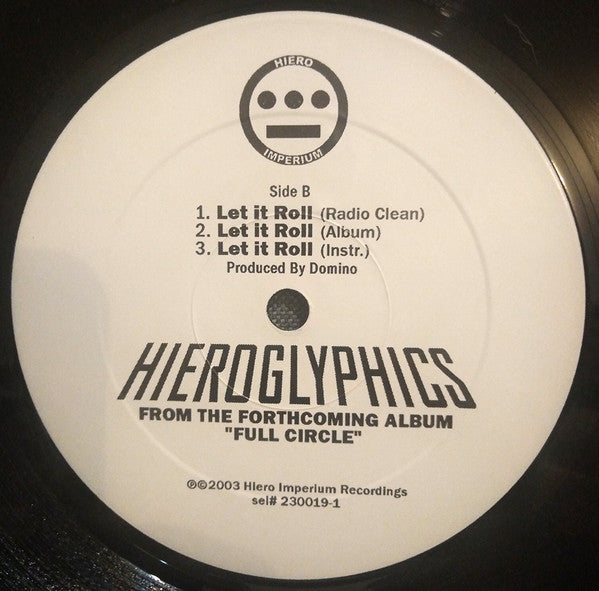 HIERO
IMPERIUM
Side B
1. Let it Roll (Radio Clean)
2. Let it Roll (Album)
3. Let it Roll (Instr.)
Produced By Domino
HIEROGLYPHICS
FROM THE FORTHCOMING ALBUM
"FULL CIRCLE"
℗©2003 Hiero Imperium Recordings
sel# 230019-1